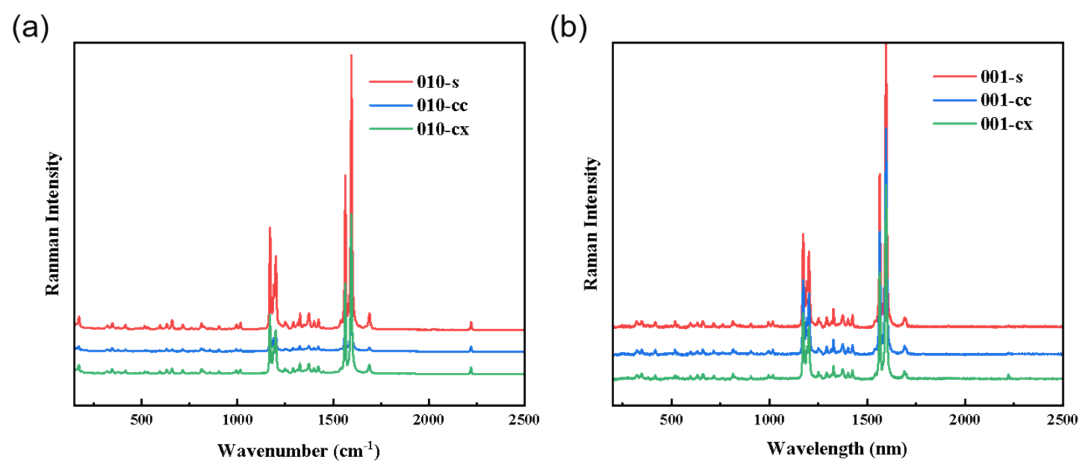 (a)
010-s
010-cc
010-cx
Ranman Intensity
500
1000
1500
2000
2500
Wavenumber (cm⁻¹)
(b)
001-s
001-cc
001-cx
Raman Intensity
500
1000
1500
2000
2500
Wavelength (nm)